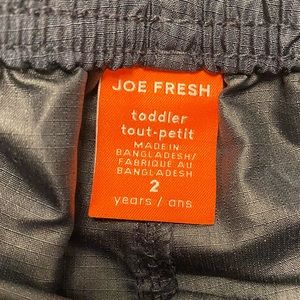 JOE FRESH
toddler
tout-petit
MADE IN
BANGLADESH/
FABRIQUÉ AU
BANGLADESH
2
years / ans